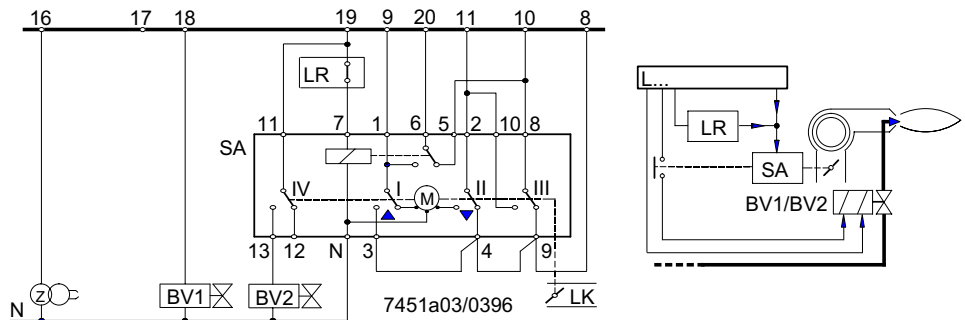 16 17 18 19 9 20 11 10 8
LR
11 7 1 6 5 2 10 8
SA
IV I M II III
13 12 N 3 4 9
Z BV1 BV2 7451a03/0396 LK
N
L...
LR
SA
BV1/BV2